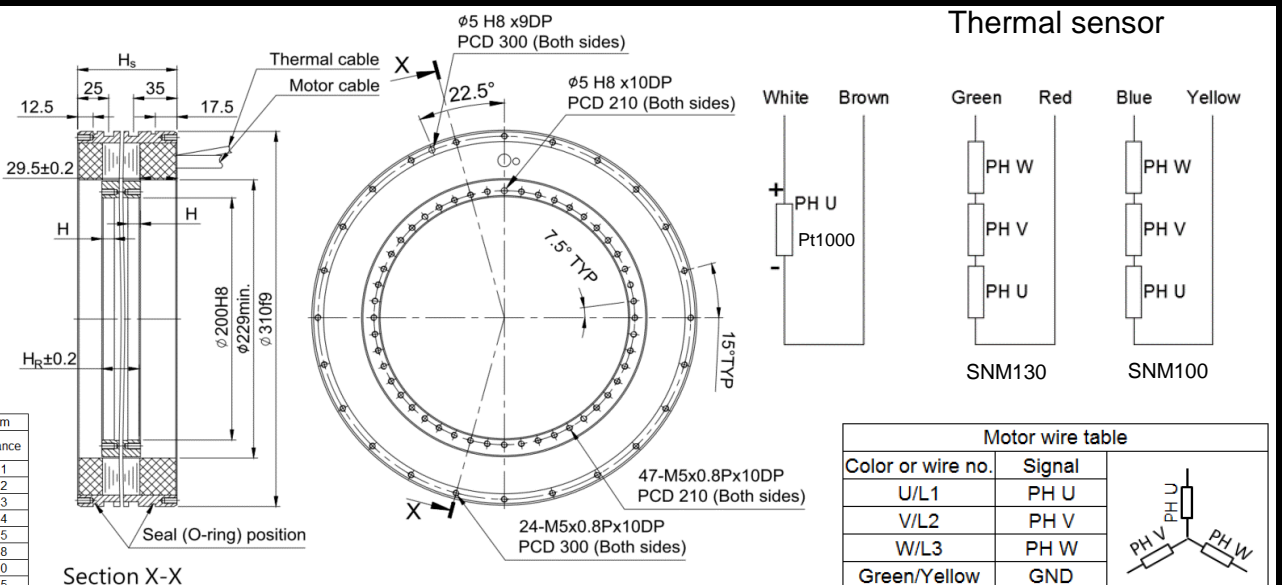 Thermal sensor
ϕ5 H8 x9DP
PCD 300 (Both sides)
Hs
Thermal cable
X
Motor cable
25
35
22.5°
ϕ5 H8 x10DP
PCD 210 (Both sides)
12.5
17.5
29.5±0.2
H
H
7.5° TYP
ϕ200H8
ϕ229min.
ϕ310f9
HR±0.2
15°TYP
47-M5x0.8Px10DP
PCD 210 (Both sides)
X
24-M5x0.8Px10DP
PCD 300 (Both sides)
Seal (O-ring) position
Section X-X
White Brown
+
PH U
Pt1000
-
Green Red
PH W
PH V
PH U
SNM130
Blue Yellow
PH W
PH V
PH U
SNM100
Motor wire table
Color or wire no. Signal
U/L1 PH U
V/L2 PH V
W/L3 PH W
Green/Yellow GND
PH U
PH V
PH W